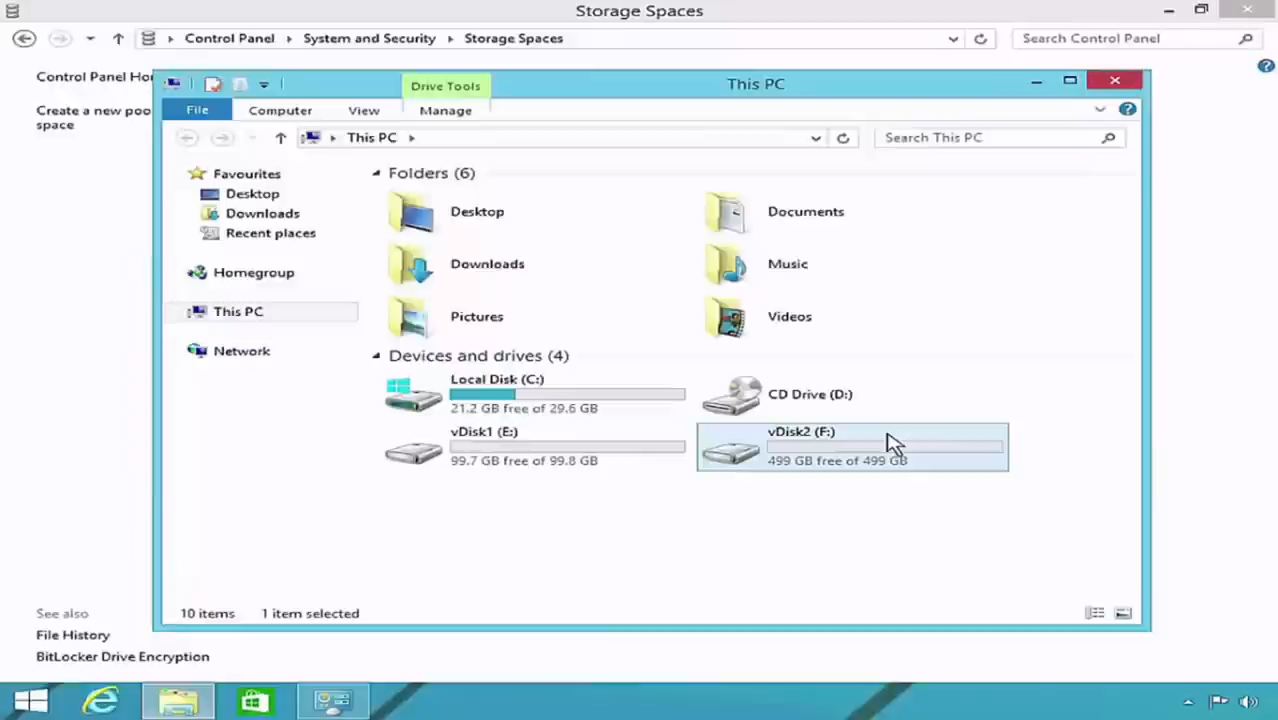 Storage Spaces
Control Panel System and Security Storage Spaces
Search Control Panel
Control Panel Ho
Create a new poo
space
Drive Tools
This PC
File Computer View Manage
This PC
Search This PC
Favourites
Desktop
Downloads
Recent places
Homegroup
This PC
Network
Folders (6)
Desktop
Documents
Downloads
Music
Pictures
Videos
Devices and drives (4)
Local Disk (C:)
21.2 GB free of 29.6 GB
CD Drive (D:)
vDisk1 (E:)
99.7 GB free of 99.8 GB
vDisk2 (F:)
499 GB free of 499 GB
10 items 1 item selected
See also
File History
BitLocker Drive Encryption